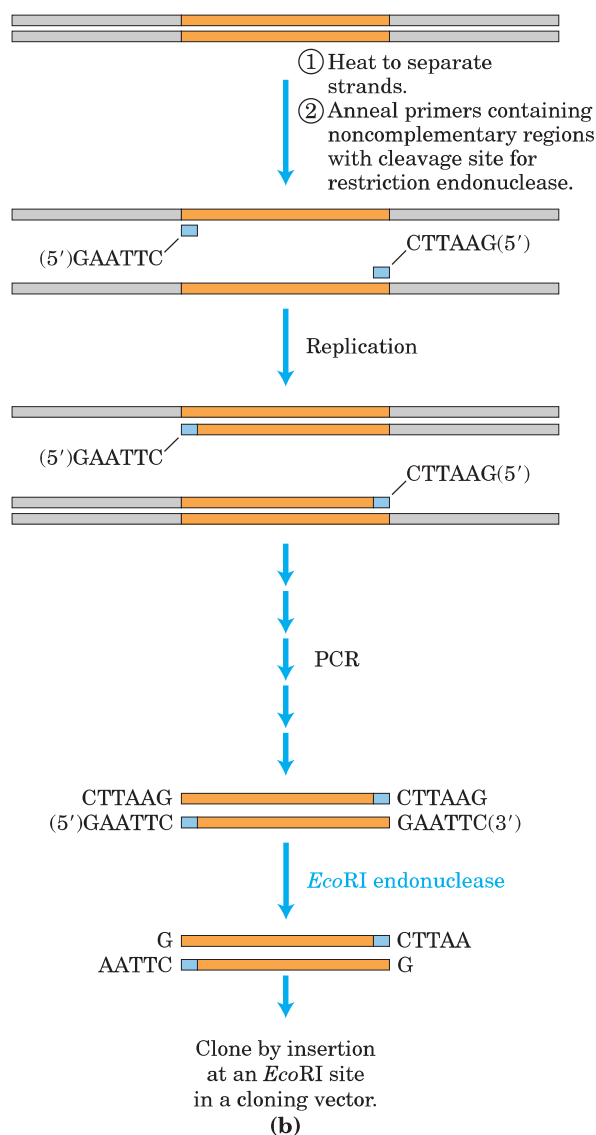 ① Heat to separate
strands.
② Anneal primers containing
noncomplementary regions
with cleavage site for
restriction endonuclease.
(5′)GAATTC
CTTAAG(5′)
Replication
(5′)GAATTC
CTTAAG(5′)
PCR
CTTAAG CTTAAG
(5′)GAATTC GAATTC(3′)
EcoRI endonuclease
G CTTAA
AATTC G
Clone by insertion
at an EcoRI site
in a cloning vector.
(b)